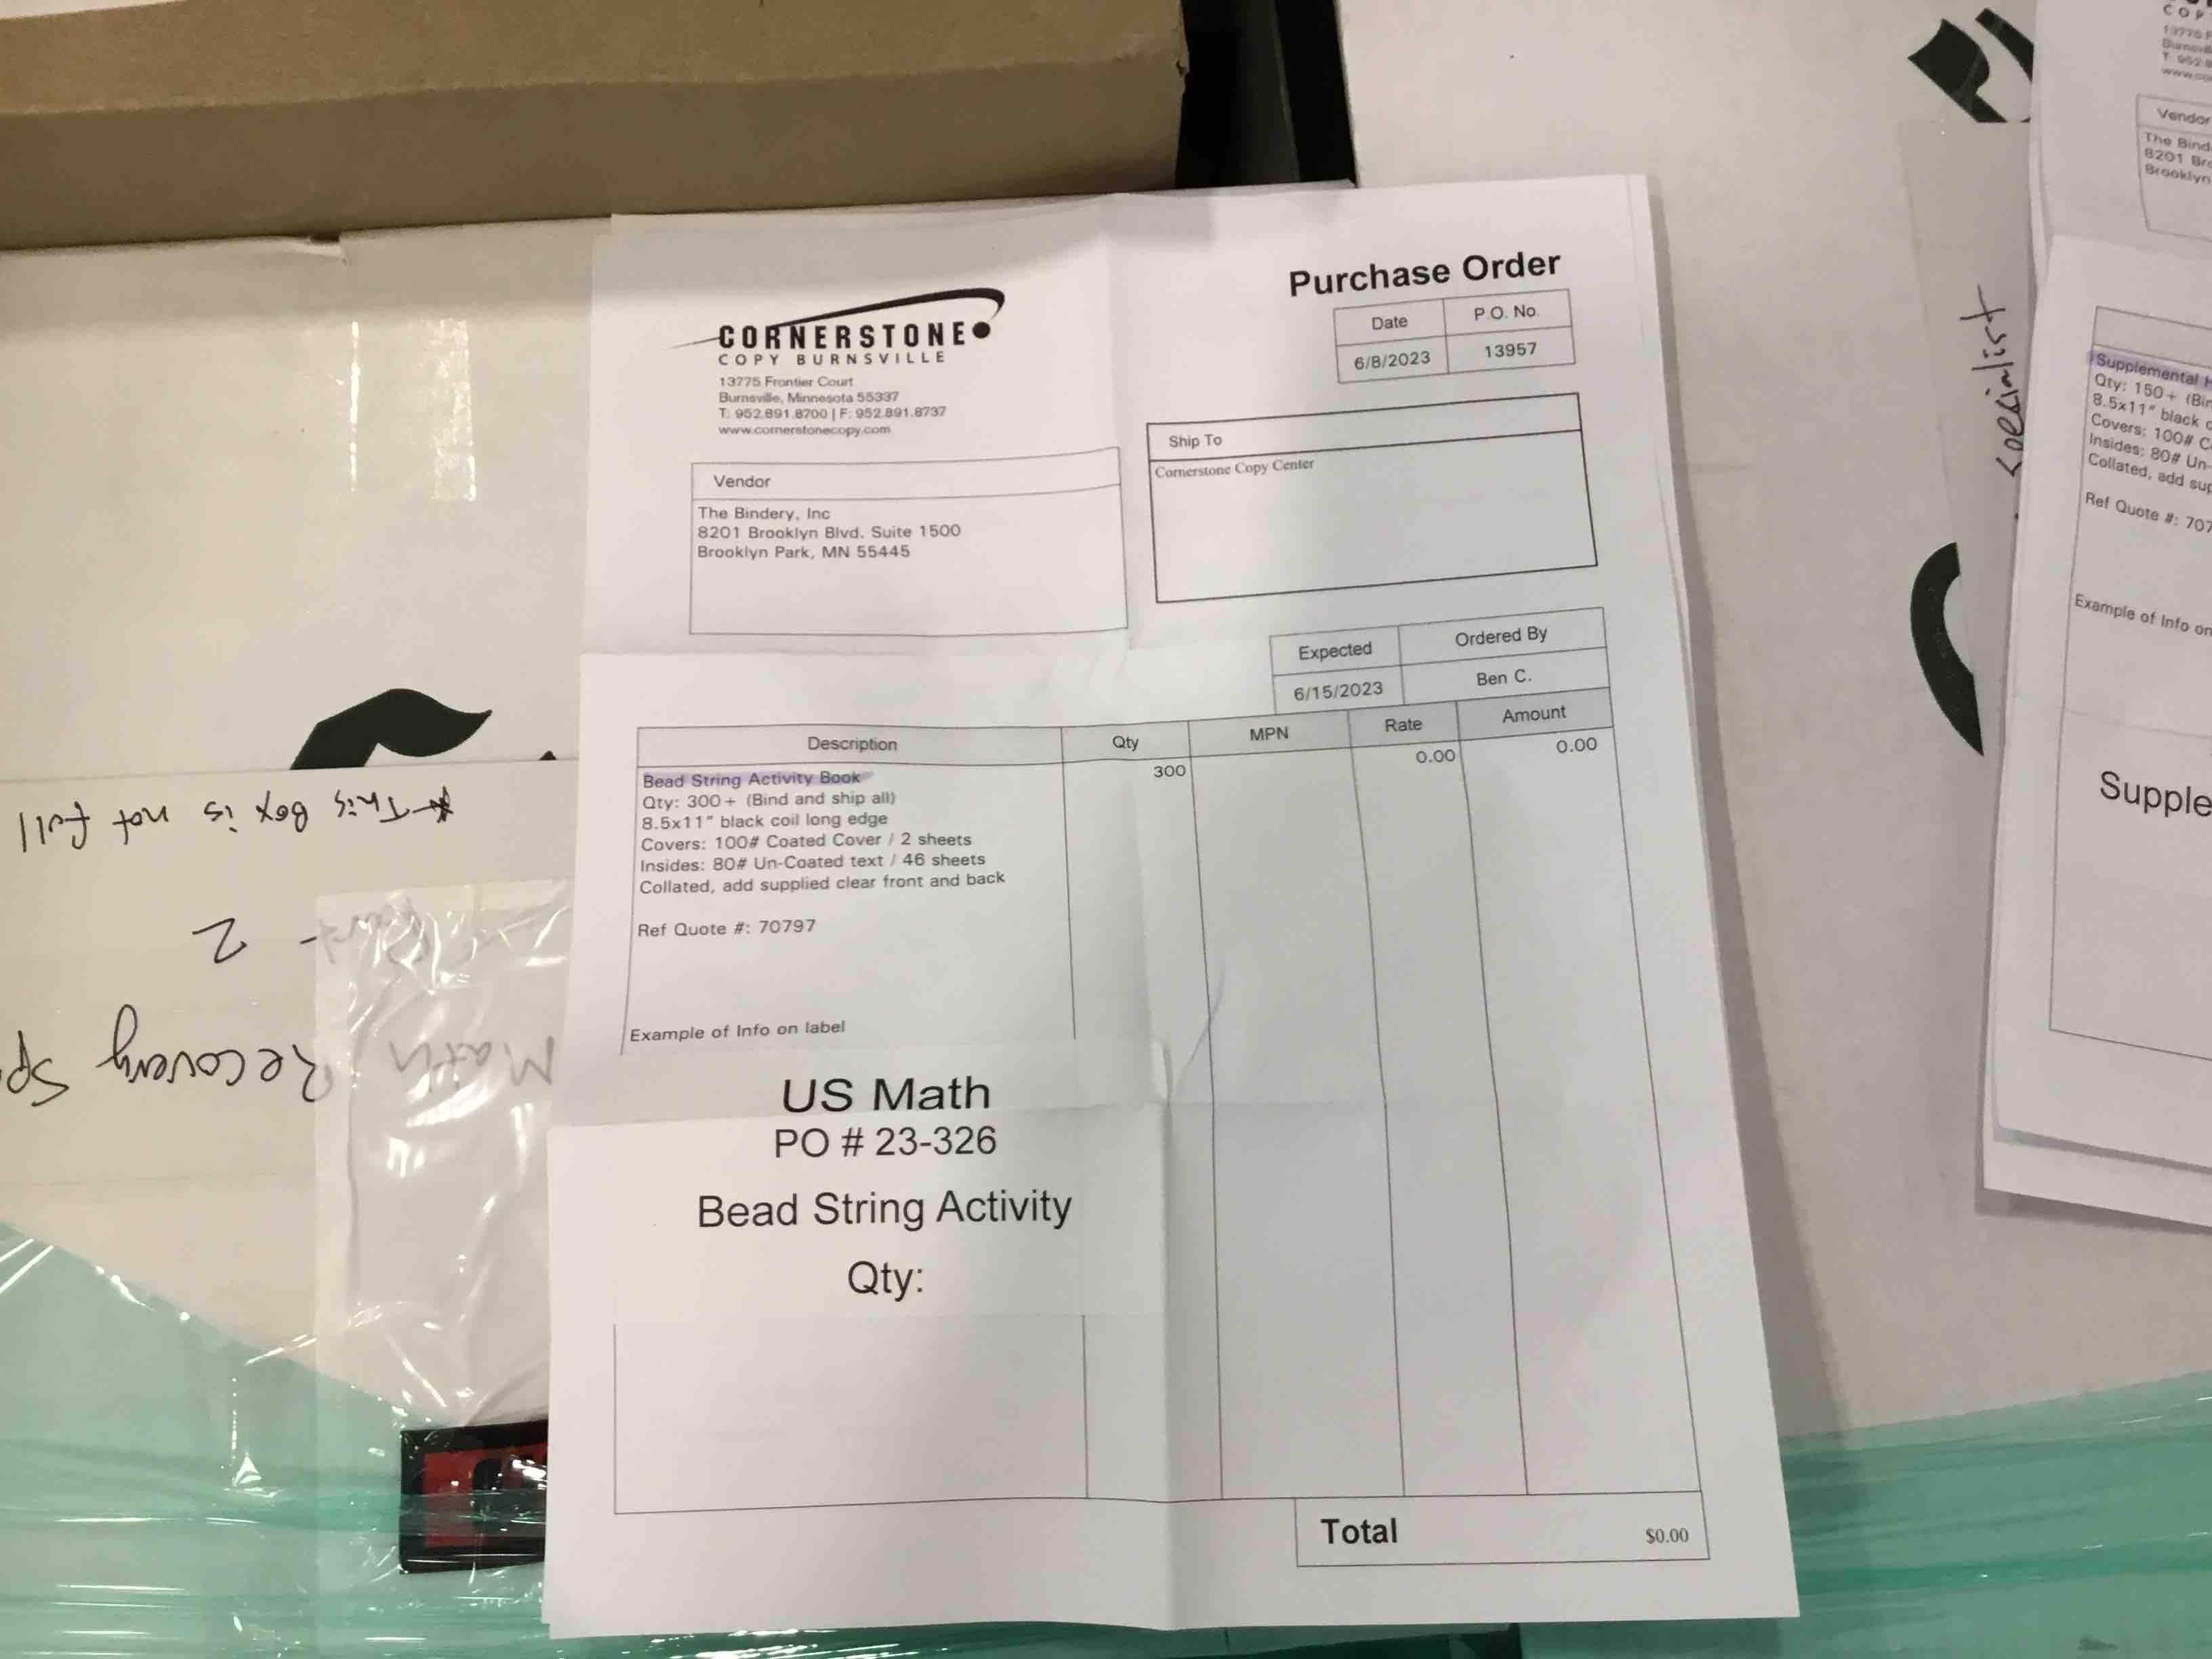 CORNERSTONE
COPY BURNSVILLE
13775 Frontier Court
Burnsville, Minnesota 55337
T: 952.891.8700 | F: 952.891.8737
www.cornerstonecopy.com
Purchase Order
Date
P.O. No.
6/8/2023
13957
Vendor
The Bindery, Inc
8201 Brooklyn Blvd. Suite 1500
Brooklyn Park, MN 55445
Ship To
Cornerstone Copy Center
Expected
Ordered By
6/15/2023
Ben C.
Description
Qty
MPN
Rate
Amount
Bead String Activity Book
300
0.00
0.00
Qty: 300+ (Bind and ship all)
8.5x11" black coil long edge
Covers: 100# Coated Cover / 2 sheets
Insides: 80# Un-Coated text / 46 sheets
Collated, add supplied clear front and back
Ref Quote #: 70797
Example of Info on label
US Math
PO # 23-326
Bead String Activity
Qty:
Total
$0.00
Math Recovery
- 2
* This Box is not full
Vendor
The Bind
8201
Brooklyn
Supplemental
Qty: 150+
8.5x11" black
Covers: 100#
Insides: 80# Un-
Collated, add
Ref Quote #: 707
Example of Info on
Supple